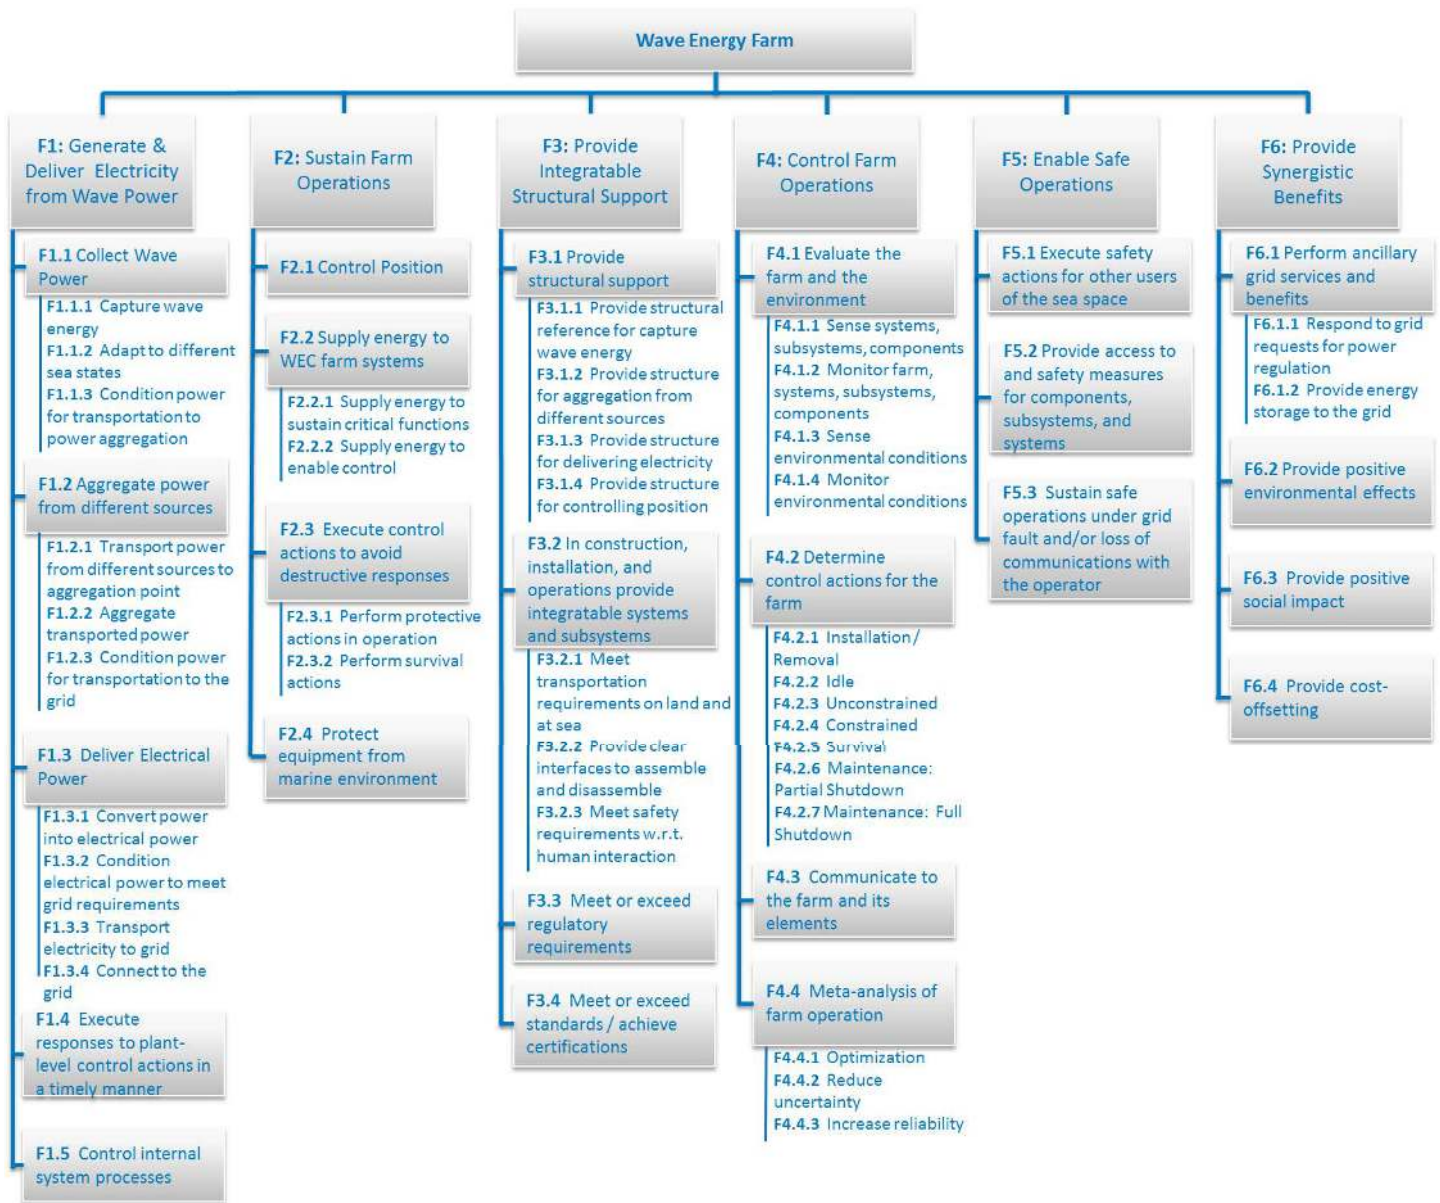 Wave Energy Farm
F1: Generate &
Deliver Electricity
from Wave Power
F1.1 Collect Wave
Power
F1.1.1 Capture wave
energy
F1.1.2 Adapt to different
sea states
F1.1.3 Condition power
for transportation to
power aggregation
F1.2 Aggregate power
from different sources
F1.2.1 Transport power
from different sources to
aggregation point
F1.2.2 Aggregate
transported power
F1.2.3 Condition power
for transportation to the
grid
F1.3 Deliver Electrical
Power
F1.3.1 Convert power
into electrical power
F1.3.2 Condition
electrical power to meet
grid requirements
F1.3.3 Transport
electricity to grid
F1.3.4 Connect to the
grid
F1.4 Execute
responses to plant-
level control actions in
a timely manner
F1.5 Control internal
system processes
F2: Sustain Farm
Operations
F2.1 Control Position
F2.2 Supply energy to
WEC farm systems
F2.2.1 Supply energy to
sustain critical functions
F2.2.2 Supply energy to
enable control
F2.3 Execute control
actions to avoid
destructive responses
F2.3.1 Perform protective
actions in operation
F2.3.2 Perform survival
actions
F2.4 Protect
equipment from
marine environment
F3: Provide
Integratable
Structural Support
F3.1 Provide
structural support
F3.1.1 Provide structural
reference for capture
wave energy
F3.1.2 Provide structure
for aggregation from
different sources
F3.1.3 Provide structure
for delivering electricity
F3.1.4 Provide structure
for controlling position
F3.2 In construction,
installation, and
operations provide
integratable systems
and subsystems
F3.2.1 Meet
transportation
requirements on land and
at sea
F3.2.2 Provide clear
interfaces to assemble
and disassemble
F3.2.3 Meet safety
requirements w.r.t.
human interaction
F3.3 Meet or exceed
regulatory
requirements
F3.4 Meet or exceed
standards / achieve
certifications
F4: Control Farm
Operations
F4.1 Evaluate the
farm and the
environment
F4.1.1 Sense systems,
subsystems, components
F4.1.2 Monitor farm,
systems, subsystems,
components
F4.1.3 Sense
environmental conditions
F4.1.4 Monitor
environmental conditions
F4.2 Determine
control actions for the
farm
F4.2.1 Installation /
Removal
F4.2.2 Idle
F4.2.3 Unconstrained
F4.2.4 Constrained
F4.2.5 Survival
F4.2.6 Maintenance:
Partial Shutdown
F4.2.7 Maintenance: Full
Shutdown
F4.3 Communicate to
the farm and its
elements
F4.4 Meta-analysis of
farm operation
F4.4.1 Optimization
F4.4.2 Reduce
uncertainty
F4.4.3 Increase reliability
F5: Enable Safe
Operations
F5.1 Execute safety
actions for other users
of the sea space
F5.2 Provide access to
and safety measures
for components,
subsystems, and
systems
F5.3 Sustain safe
operations under grid
fault and/or loss of
communications with
the operator
F6: Provide
Synergistic
Benefits
F6.1 Perform ancillary
grid services and
benefits
F6.1.1 Respond to grid
requests for power
regulation
F6.1.2 Provide energy
storage to the grid
F6.2 Provide positive
environmental effects
F6.3 Provide positive
social impact
F6.4 Provide cost-
offsetting